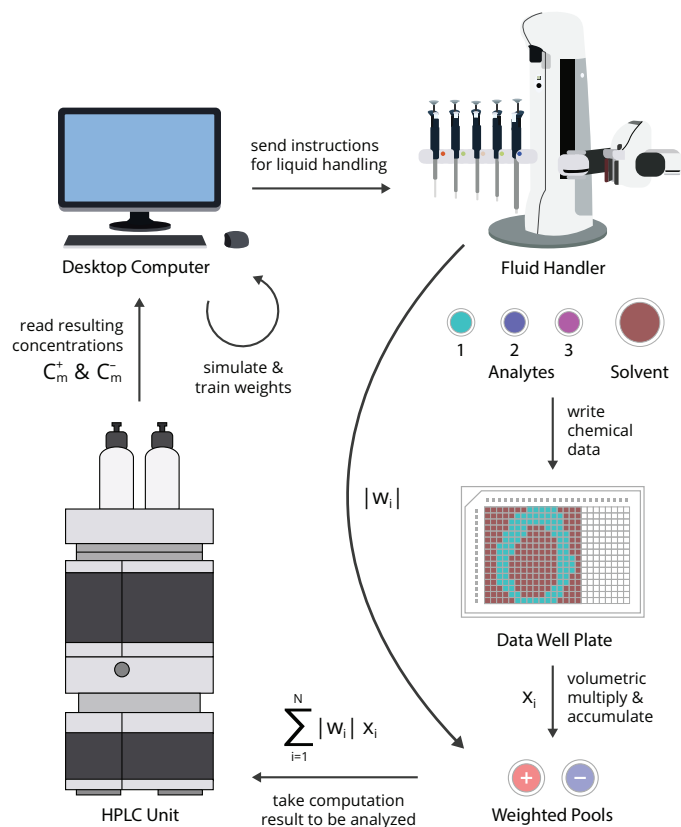 send instructions
for liquid handling
Desktop Computer
Fluid Handler
read resulting
concentrations
C⁺ₘ & C⁻ₘ
simulate &
train weights
1 2 3
Analytes
Solvent
write
chemical
data
|wᵢ|
Data Well Plate
xᵢ
volumetric
multiply &
accumulate
N
∑ |wᵢ| xᵢ
i=1
+ −
HPLC Unit
take computation
result to be analyzed
Weighted Pools